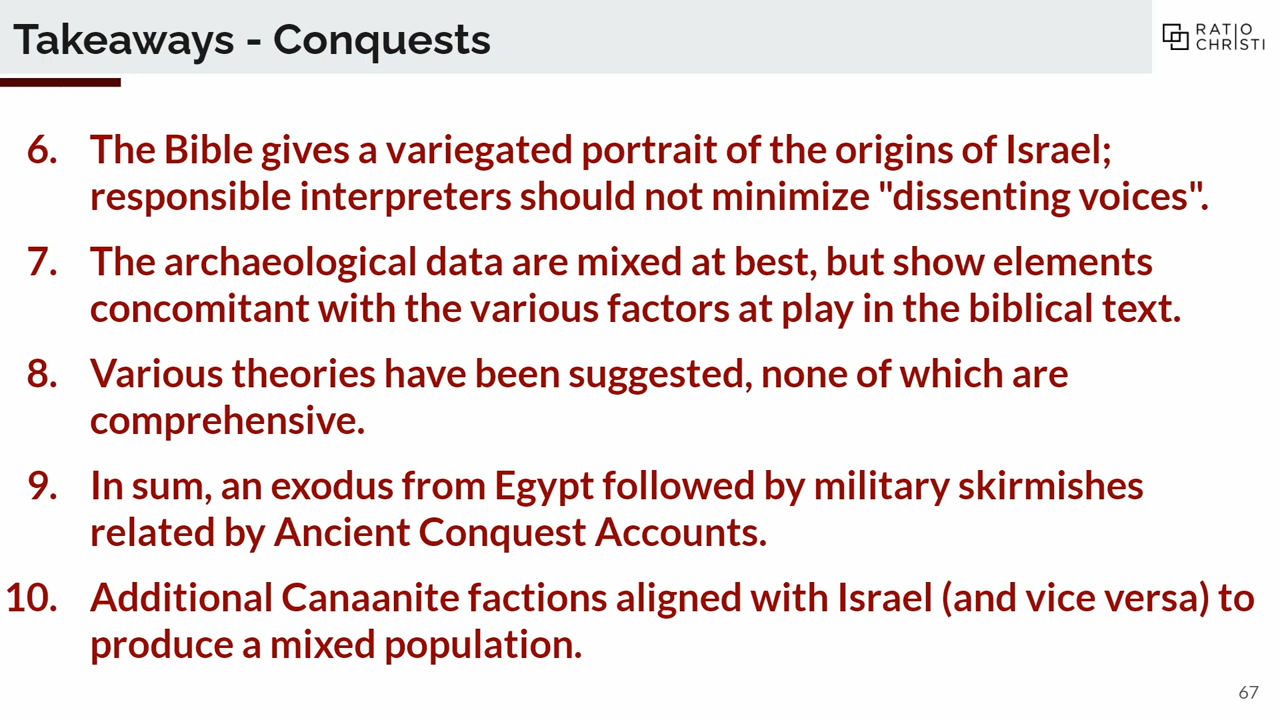 Takeaways - Conquests
RATIO
CHRISTI
6. The Bible gives a variegated portrait of the origins of Israel;
responsible interpreters should not minimize "dissenting voices".
7. The archaeological data are mixed at best, but show elements
concomitant with the various factors at play in the biblical text.
8. Various theories have been suggested, none of which are
comprehensive.
9. In sum, an exodus from Egypt followed by military skirmishes
related by Ancient Conquest Accounts.
10. Additional Canaanite factions aligned with Israel (and vice versa) to
produce a mixed population.
67